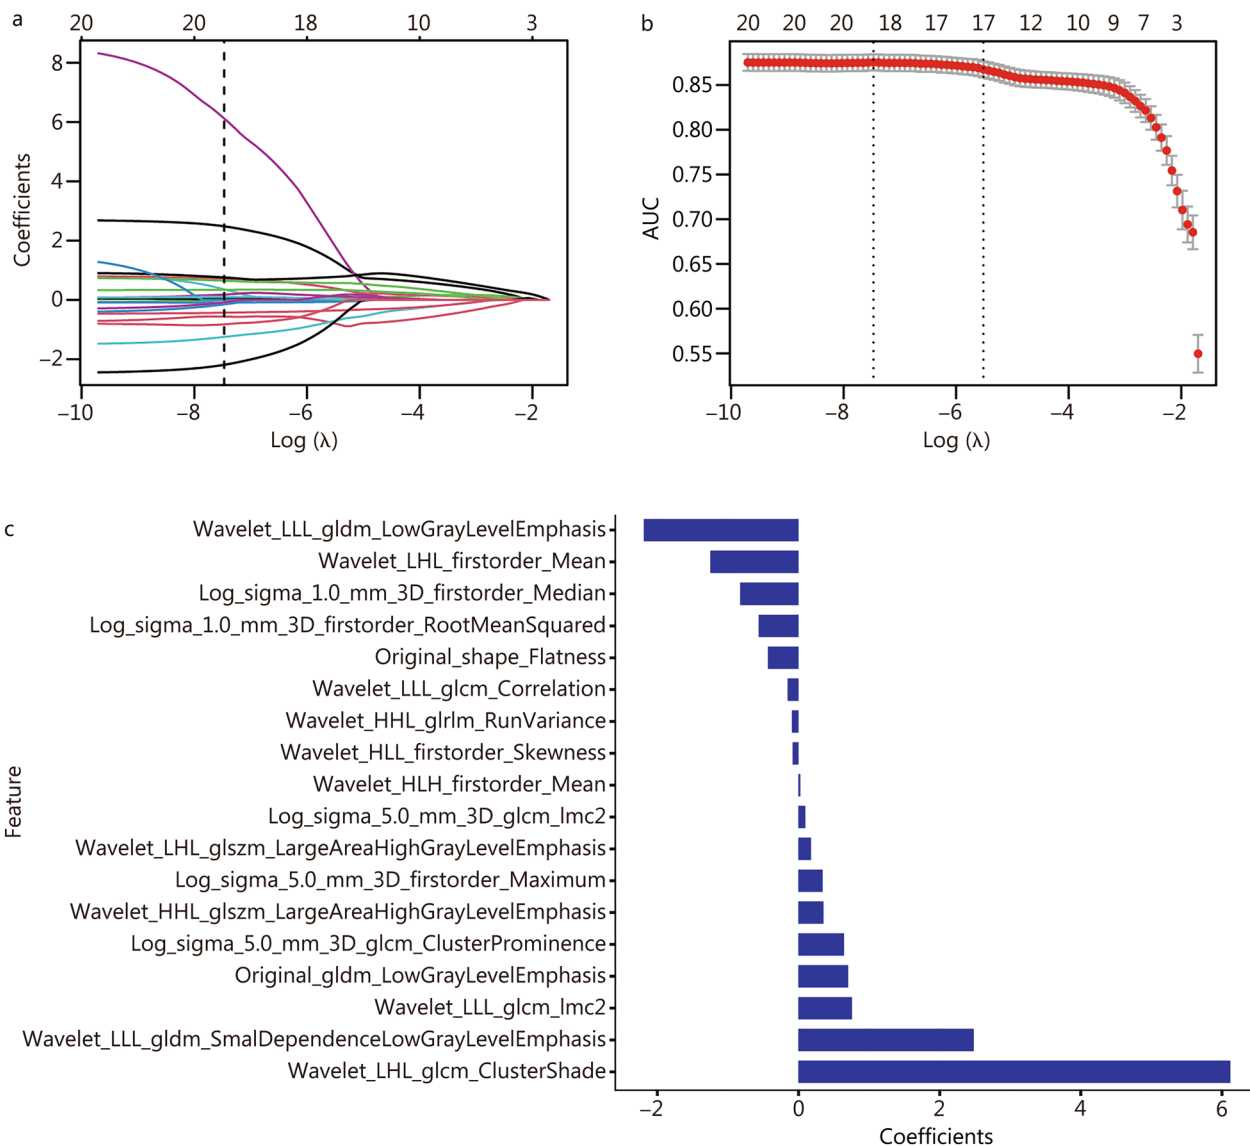 a
20 20 18 10 3
8
6
4
2
0
−2
Coefficients
−10 −8 −6 −4 −2
Log (λ)
b
20 20 20 18 17 17 12 10 9 7 3
0.85
0.80
0.75
0.70
0.65
0.60
0.55
AUC
−10 −8 −6 −4 −2
Log (λ)
c
Feature
Wavelet_LLL_gldm_LowGrayLevelEmphasis
Wavelet_LHL_firstorder_Mean
Log_sigma_1.0_mm_3D_firstorder_Median
Log_sigma_1.0_mm_3D_firstorder_RootMeanSquared
Original_shape_Flatness
Wavelet_LLL_glcm_Correlation
Wavelet_HHL_glrlm_RunVariance
Wavelet_HLL_firstorder_Skewness
Wavelet_HLH_firstorder_Mean
Log_sigma_5.0_mm_3D_glcm_lmc2
Wavelet_LHL_glszm_LargeAreaHighGrayLevelEmphasis
Log_sigma_5.0_mm_3D_firstorder_Maximum
Wavelet_HHL_glszm_LargeAreaHighGrayLevelEmphasis
Log_sigma_5.0_mm_3D_glcm_ClusterProminence
Original_gldm_LowGrayLevelEmphasis
Wavelet_LLL_glcm_lmc2
Wavelet_LLL_gldm_SmalDependenceLowGrayLevelEmphasis
Wavelet_LHL_glcm_ClusterShade
−2 0 2 4 6
Coefficients